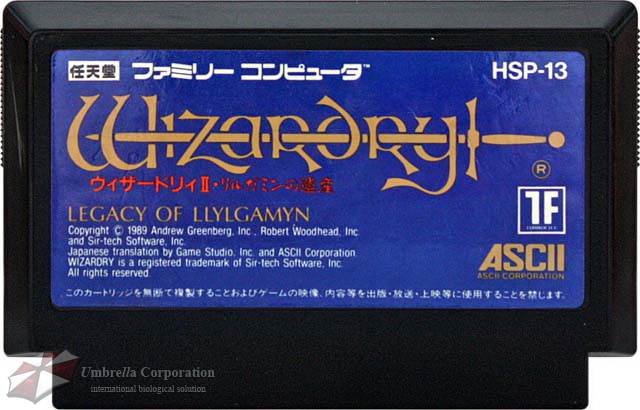 任天堂 ファミリー コンピュータ™ HSP-13
Wizardry
®
ウィザードリィII・リルガミンの遺産
LEGACY OF LLYLGAMYN
Copyright © 1989 Andrew Greenberg, Inc., Robert Woodhead, Inc.
and Sir-tech Software, Inc.
Japanese translation by Game Studio, Inc. and ASCII Corporation.
WIZARDRY is a registered trademark of Sir-tech Software, Inc.
All rights reserved.
1F
ASCII
ASCII CORPORATION
このカートリッジを無断で複製することおよびゲームの映像、内容等を出版・放送・上映等に使用することを禁じます。
Umbrella Corporation
international biological solution